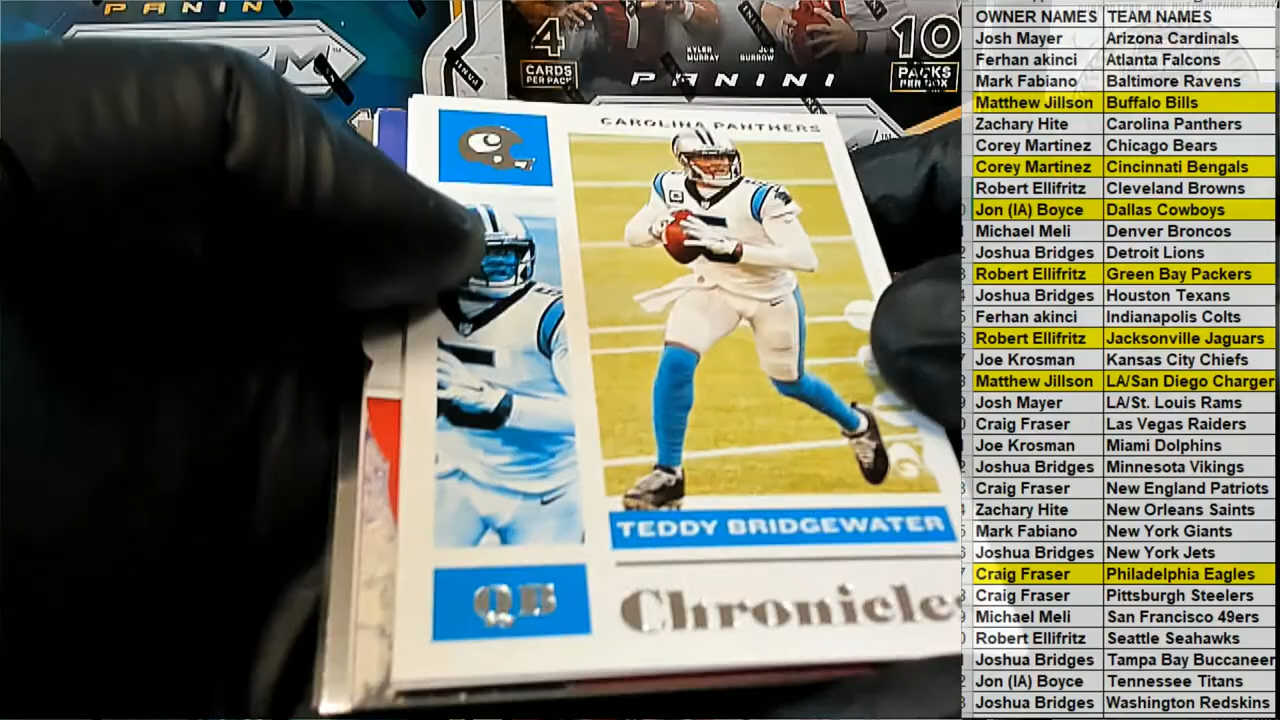 PANINI
4
CARDS
PER PACK
KYLER
MURRAY
JOE
BURROW
PANINI
10
PACKS
PER BOX
CAROLINA PANTHERS
TEDDY BRIDGEWATER
QB
Chronicles
OWNER NAMES TEAM NAMES
Josh Mayer Arizona Cardinals
Ferhan akinci Atlanta Falcons
Mark Fabiano Baltimore Ravens
Matthew Jillson Buffalo Bills
Zachary Hite Carolina Panthers
Corey Martinez Chicago Bears
Corey Martinez Cincinnati Bengals
Robert Ellifritz Cleveland Browns
Jon (IA) Boyce Dallas Cowboys
Michael Meli Denver Broncos
Joshua Bridges Detroit Lions
Robert Ellifritz Green Bay Packers
Joshua Bridges Houston Texans
Ferhan akinci Indianapolis Colts
Robert Ellifritz Jacksonville Jaguars
Joe Krosman Kansas City Chiefs
Matthew Jillson LA/San Diego Charger
Josh Mayer LA/St. Louis Rams
Craig Fraser Las Vegas Raiders
Joe Krosman Miami Dolphins
Joshua Bridges Minnesota Vikings
Craig Fraser New England Patriots
Zachary Hite New Orleans Saints
Mark Fabiano New York Giants
Joshua Bridges New York Jets
Craig Fraser Philadelphia Eagles
Craig Fraser Pittsburgh Steelers
Michael Meli San Francisco 49ers
Robert Ellifritz Seattle Seahawks
Joshua Bridges Tampa Bay Buccaneer
Jon (IA) Boyce Tennessee Titans
Joshua Bridges Washington Redskins